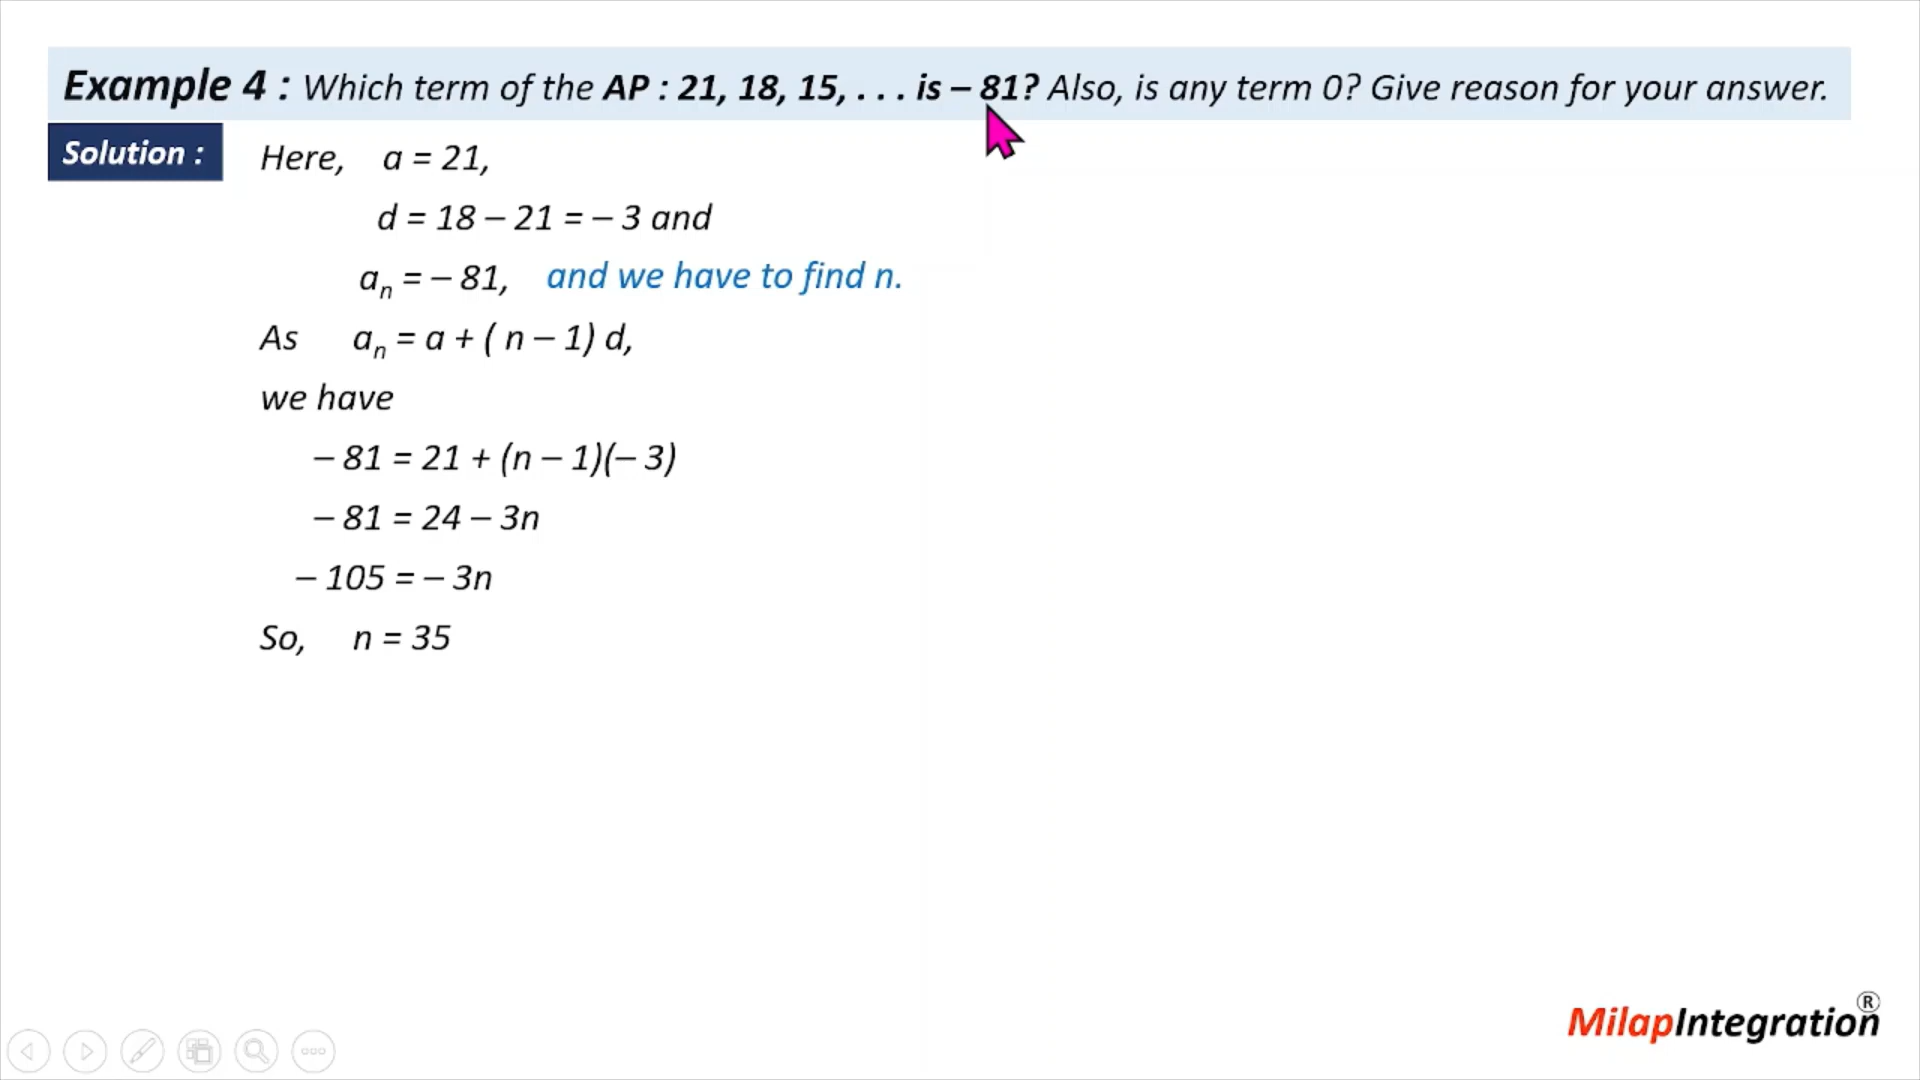 Example 4 : Which term of the AP : 21, 18, 15, . . . is – 81? Also, is any term 0? Give reason for your answer.
Solution :
Here, a = 21,
d = 18 – 21 = – 3 and
aₙ = – 81, and we have to find n.
As aₙ = a + ( n – 1) d,
we have
– 81 = 21 + (n – 1)(– 3)
– 81 = 24 – 3n
– 105 = – 3n
So, n = 35
MilapIntegration®